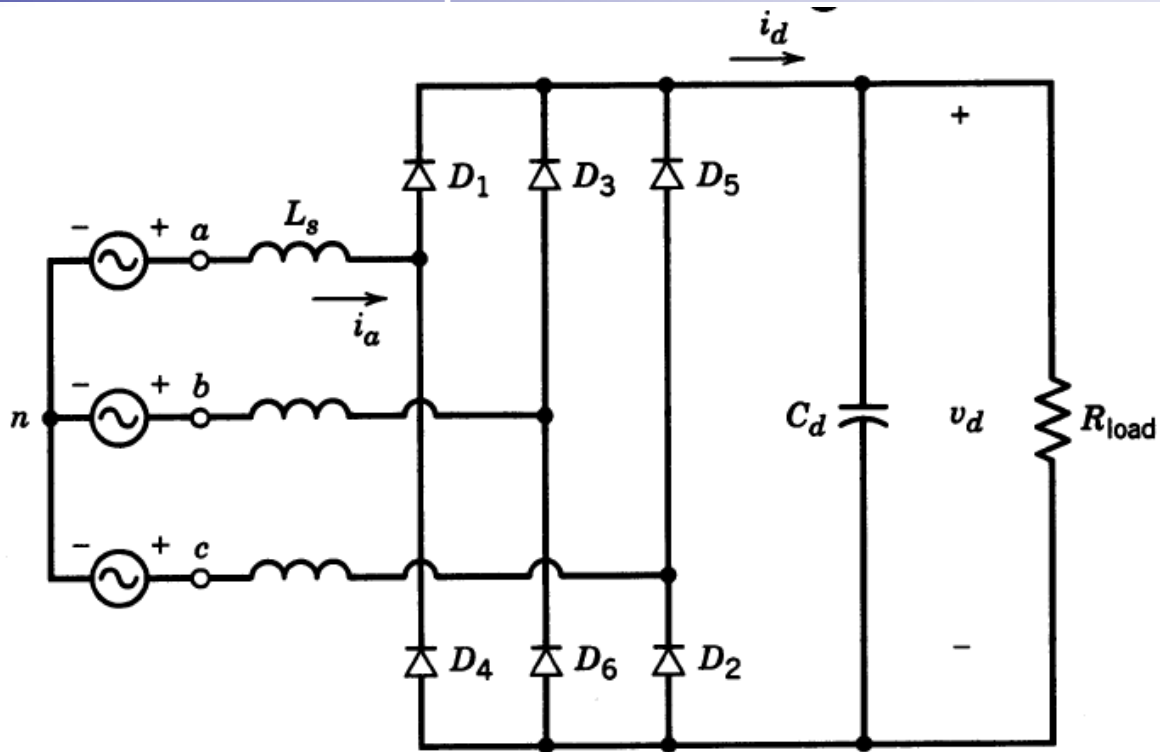 i_d
+
D_1 D_3 D_5
- + a L_s
i_a
- + b
n
C_d v_d R_load
- + c
D_4 D_6 D_2
-